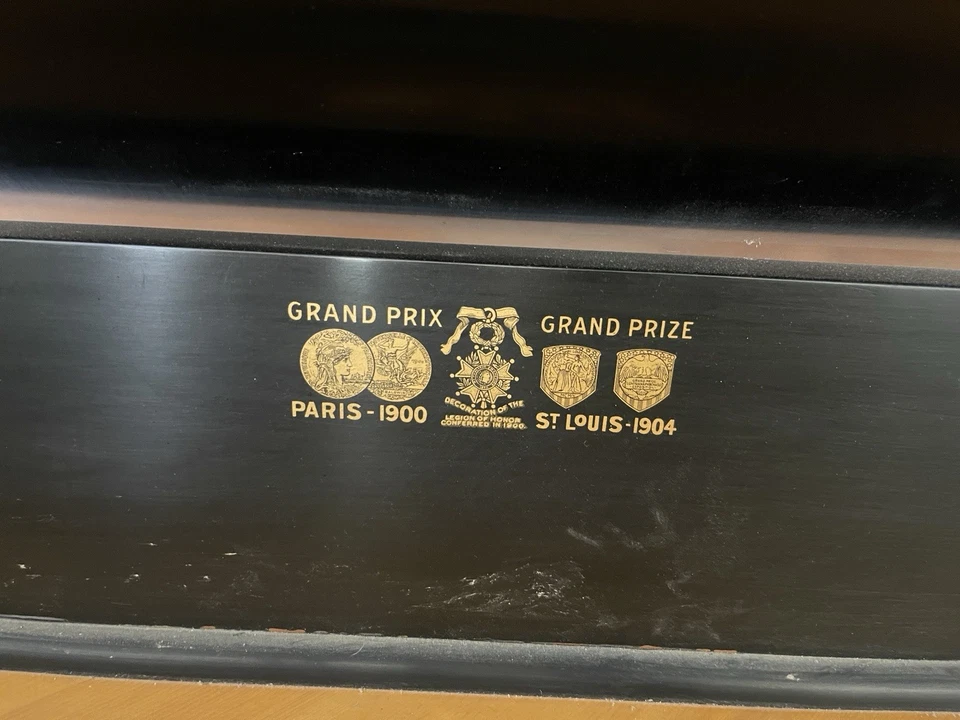 GRAND PRIX
PARIS-1900
DECORATION OF THE
LEGION OF HONOR
CONFERRED IN 1900.
GRAND PRIZE
ST LOUIS-1904